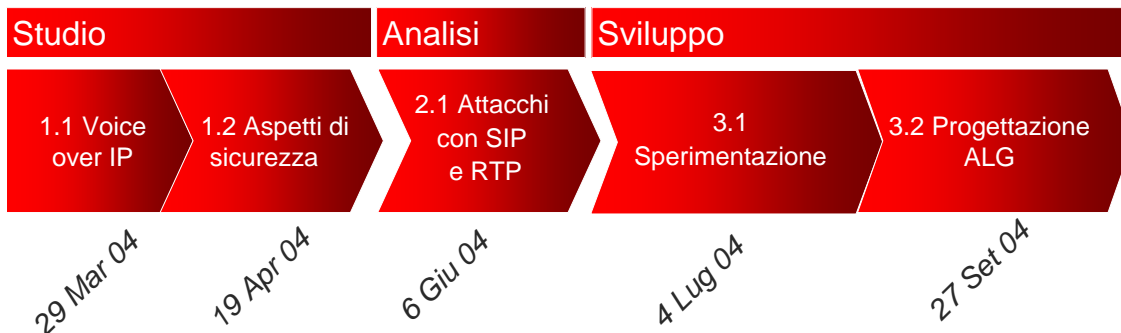 Studio
Analisi
Sviluppo
1.1 Voice
over IP
1.2 Aspetti di
sicurezza
2.1 Attacchi
con SIP
e RTP
3.1
Sperimentazione
3.2 Progettazione
ALG
29 Mar 04
19 Apr 04
6 Giu 04
4 Lug 04
27 Set 04